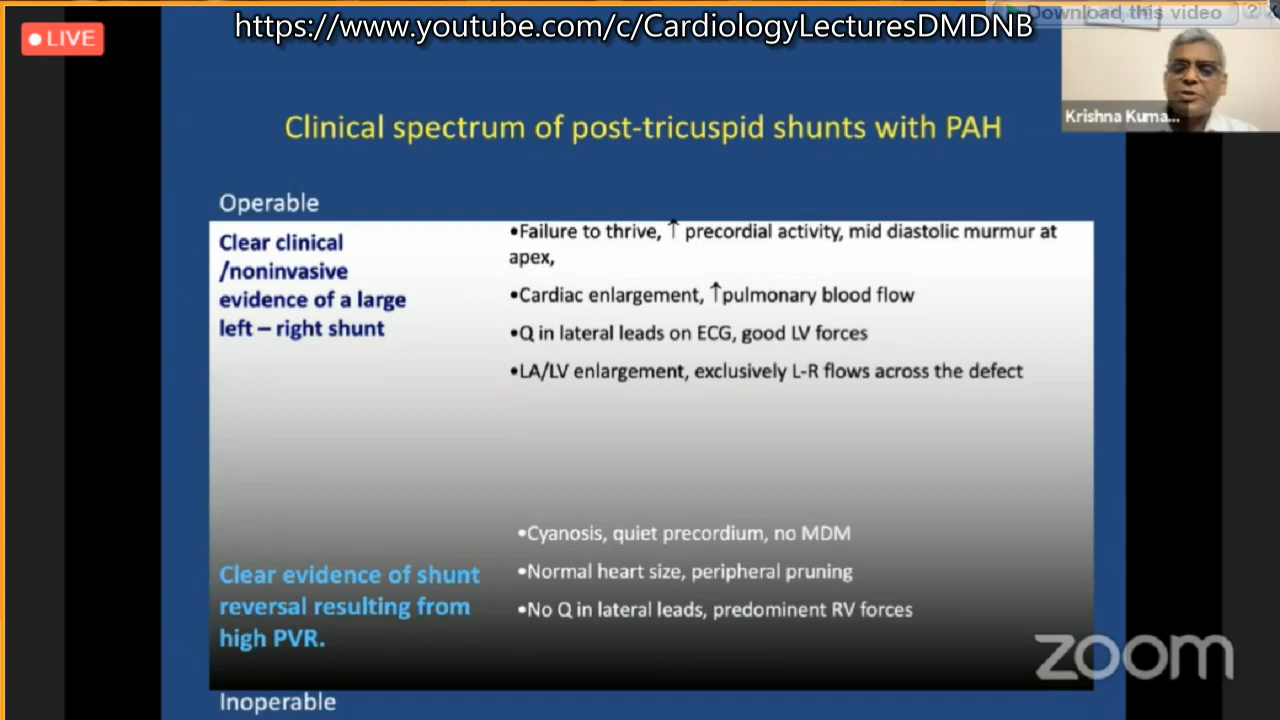 https://www.youtube.com/c/CardiologyLecturesDMDNB
Download this video
LIVE
Krishna Kuma...
Clinical spectrum of post-tricuspid shunts with PAH
Operable
Clear clinical
/noninvasive
evidence of a large
left – right shunt
•Failure to thrive, ↑ precordial activity, mid diastolic murmur at
apex,
•Cardiac enlargement, ↑pulmonary blood flow
•Q in lateral leads on ECG, good LV forces
•LA/LV enlargement, exclusively L-R flows across the defect
•Cyanosis, quiet precordium, no MDM
•Normal heart size, peripheral pruning
•No Q in lateral leads, predominent RV forces
Clear evidence of shunt
reversal resulting from
high PVR.
zoom
Inoperable